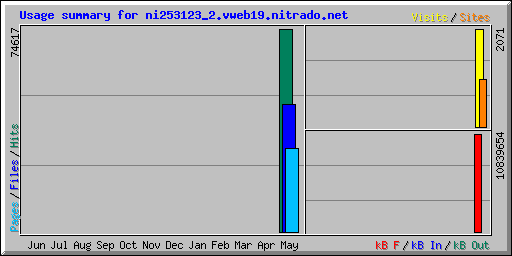 Usage summary for ni253123_2.vweb19.nitrado.net
Visits / Sites
74617
2071
Pages / Files / Hits
10839654
Jun Jul Aug Sep Oct Nov Dec Jan Feb Mar Apr May
kB F / kB In / kB Out